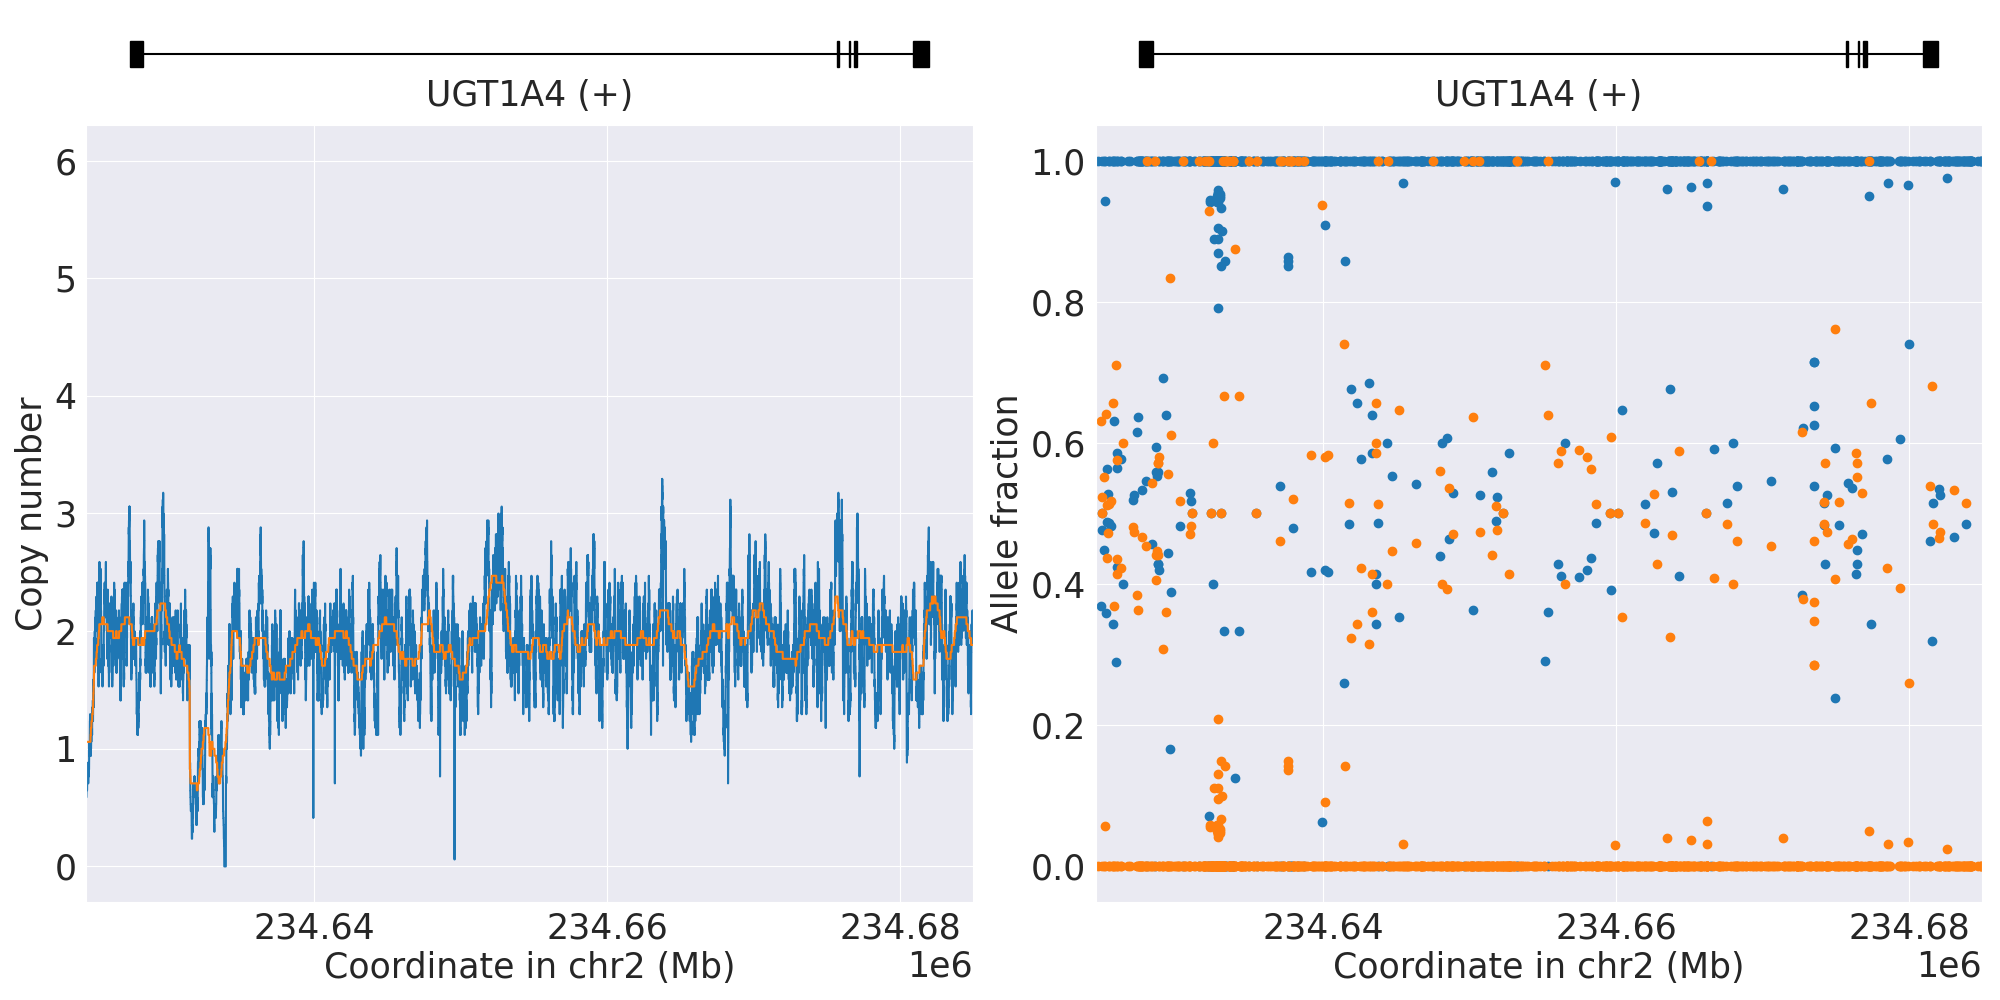 UGT1A4 (+)
Copy number
6
5
4
3
2
1
0
234.64
234.66
234.68
Coordinate in chr2 (Mb)
1e6
UGT1A4 (+)
Allele fraction
1.0
0.8
0.6
0.4
0.2
0.0
234.64
234.66
234.68
Coordinate in chr2 (Mb)
1e6